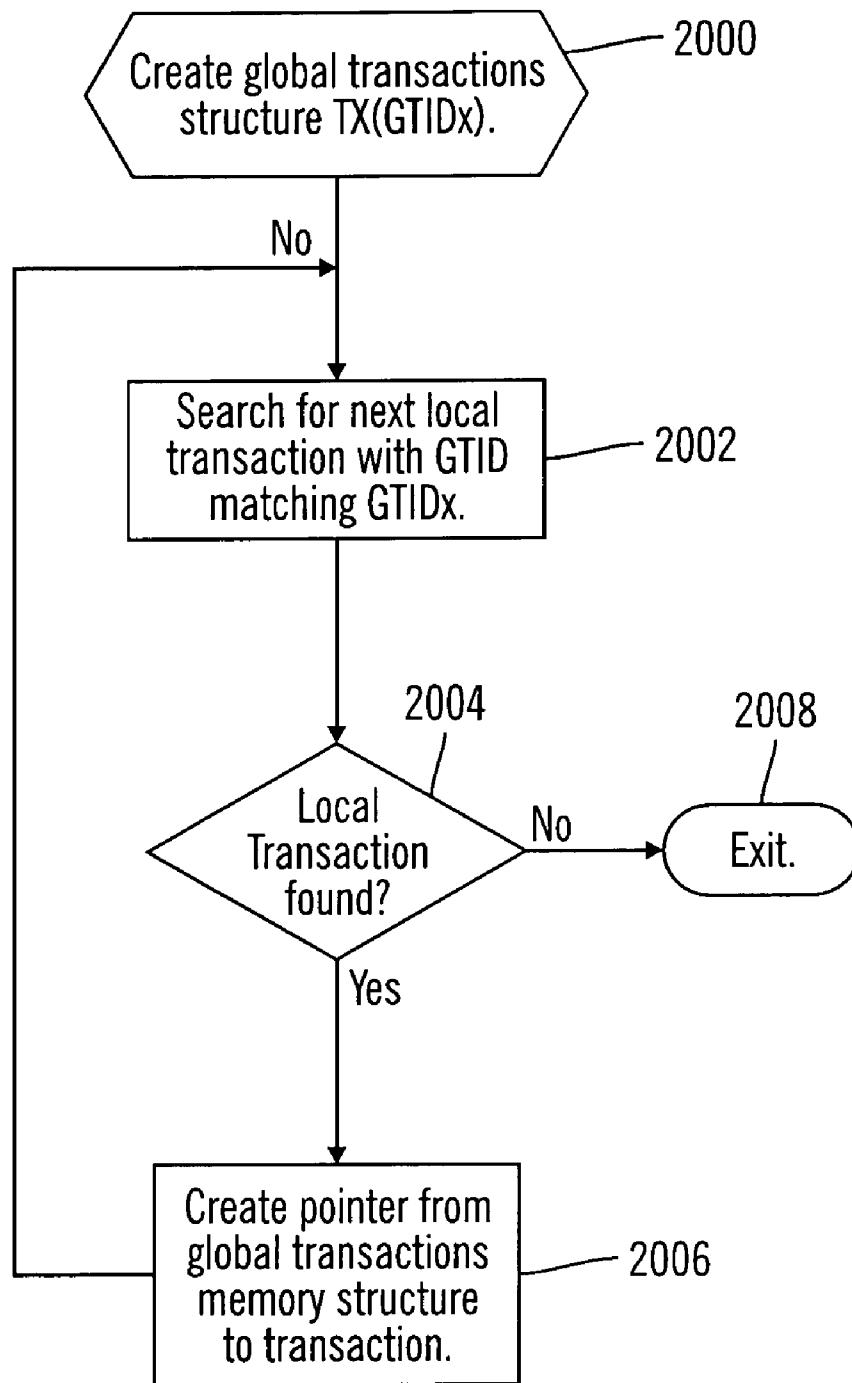 2000
Create global transactions
structure TX(GTIDx).
No
Search for next local
transaction with GTID
matching GTIDx.
2002
2004
2008
Local
Transaction
found?
No
Exit.
Yes
Create pointer from
global transactions
memory structure
to transaction.
2006